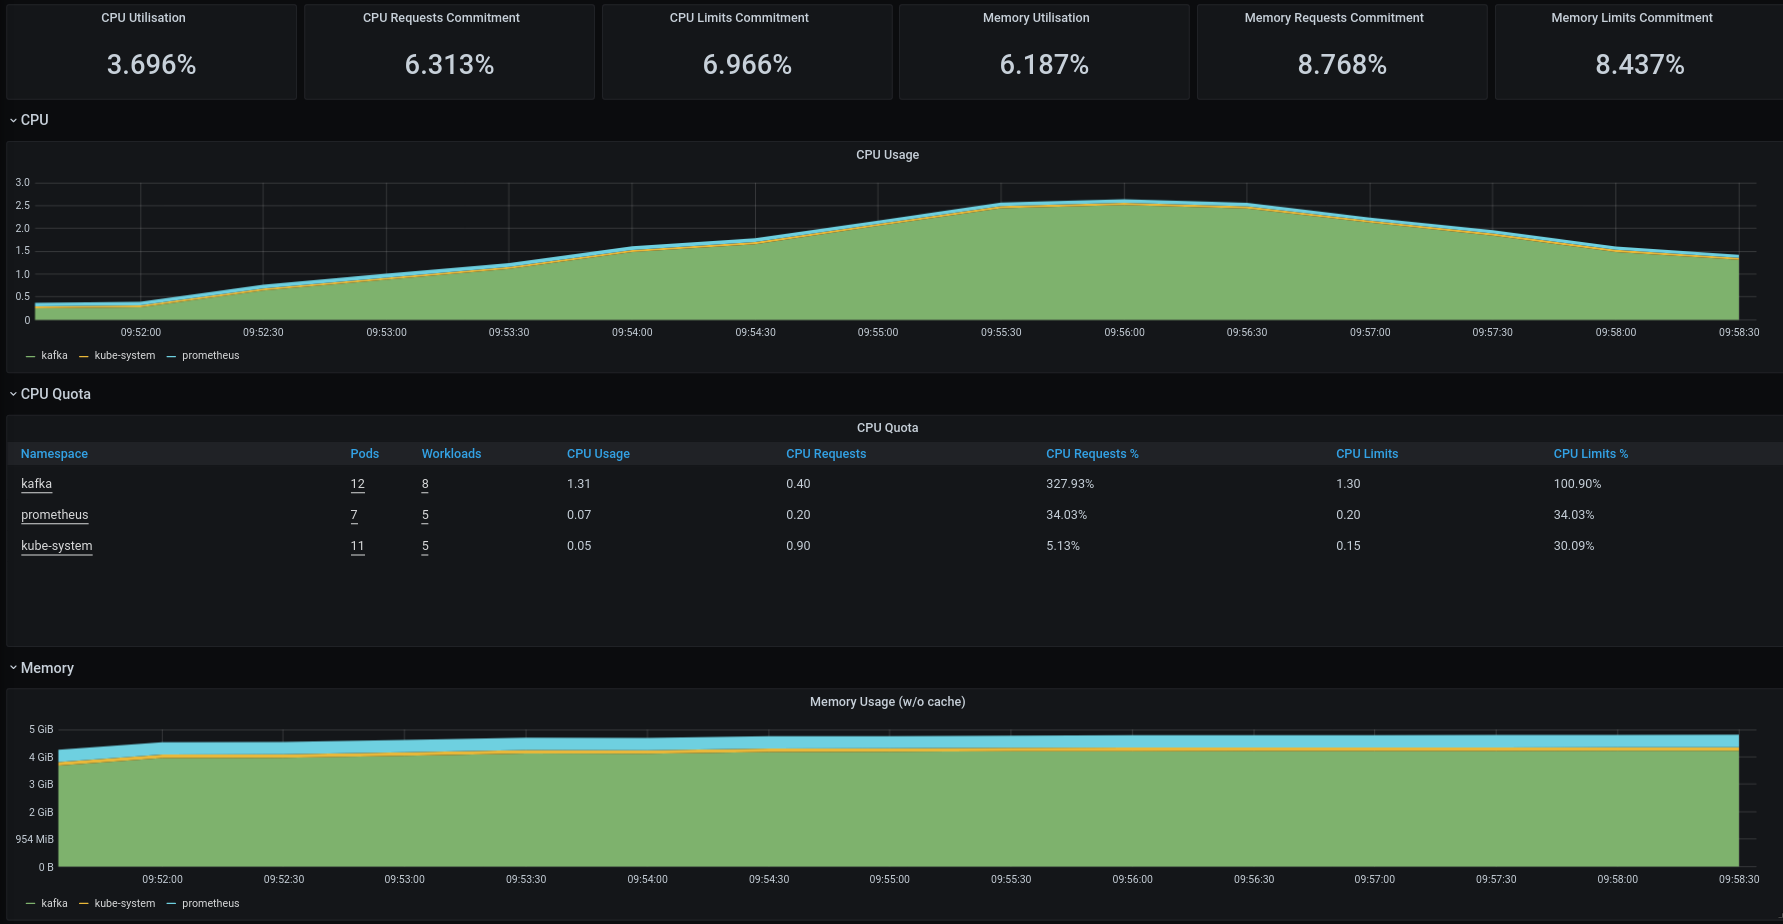 CPU Utilisation
3.696%
CPU Requests Commitment
6.313%
CPU Limits Commitment
6.966%
Memory Utilisation
6.187%
Memory Requests Commitment
8.768%
Memory Limits Commitment
8.437%
CPU
CPU Usage
3.0
2.5
2.0
1.5
1.0
0.5
0
09:52:00 09:52:30 09:53:00 09:53:30 09:54:00 09:54:30 09:55:00 09:55:30 09:56:00 09:56:30 09:57:00 09:57:30 09:58:00 09:58:30
kafka kube-system prometheus
CPU Quota
CPU Quota
Namespace Pods Workloads CPU Usage CPU Requests CPU Requests % CPU Limits CPU Limits %
kafka 12 8 1.31 0.40 327.93% 1.30 100.90%
prometheus 7 5 0.07 0.20 34.03% 0.20 34.03%
kube-system 11 5 0.05 0.90 5.13% 0.15 30.09%
Memory
Memory Usage (w/o cache)
5 GiB
4 GiB
3 GiB
2 GiB
954 MiB
0 B
09:52:00 09:52:30 09:53:00 09:53:30 09:54:00 09:54:30 09:55:00 09:55:30 09:56:00 09:56:30 09:57:00 09:57:30 09:58:00 09:58:30
kafka kube-system prometheus